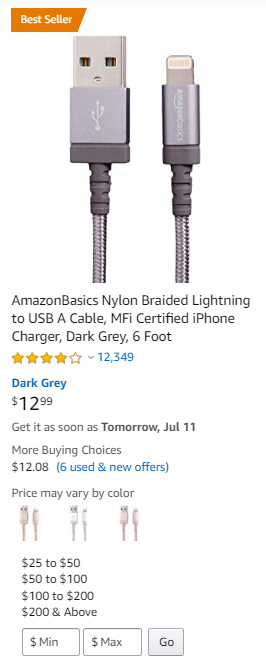 Best Seller
amazonbasics
AmazonBasics Nylon Braided Lightning
to USB A Cable, MFi Certified iPhone
Charger, Dark Grey, 6 Foot
12,349
Dark Grey
$12.99
Get it as soon as Tomorrow, Jul 11
More Buying Choices
$12.08 (6 used & new offers)
Price may vary by color
$25 to $50
$50 to $100
$100 to $200
$200 & Above
$ Min $ Max Go